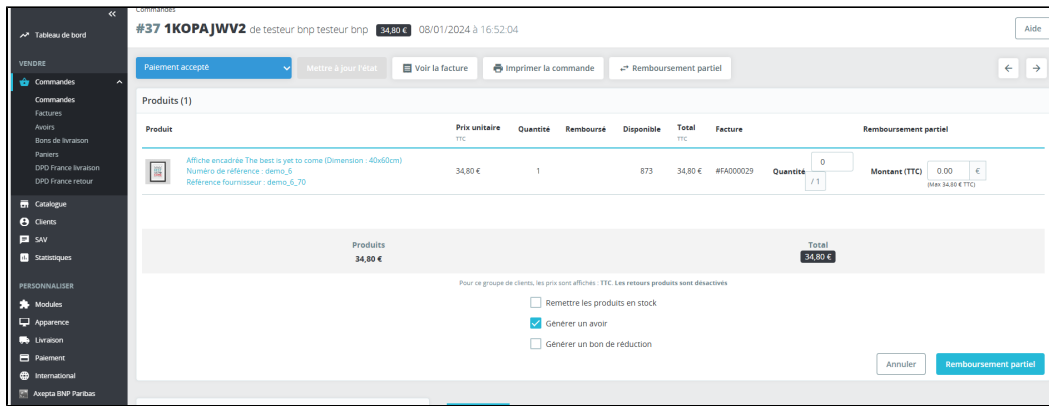 Commandes
#37 1KOPAJWV2 de testeur bnp testeur bnp 34,80 € 08/01/2024 à 16:52:04
Aide
Tableau de bord
VENDRE
Commandes
Commandes
Factures
Avoirs
Bons de livraison
Paniers
DPD France livraison
DPD France retour
Catalogue
Clients
SAV
Statistiques
PERSONNALISER
Modules
Apparence
Livraison
Paiement
International
Axepta BNP Paribas
Paiement accepté
Mettre à jour l'état
Voir la facture
Imprimer la commande
Remboursement partiel
Produits (1)
Produit Prix unitaire Quantité Remboursé Disponible Total Facture Remboursement partiel
TTC TTC
Affiche encadrée The best is yet to come (Dimension : 40x60cm)
Numéro de référence : demo_6
Référence fournisseur : demo_6_70
34,80 € 1 873 34,80 € #FA000029 Quantité 0 / 1 Montant (TTC) 0.00 €
(Max 34,80 € TTC)
Produits Total
34,80 € 34,80 €
Pour ce groupe de clients, les prix sont affichés : TTC. Les retours produits sont désactivés
Remettre les produits en stock
Générer un avoir
Générer un bon de réduction
Annuler Remboursement partiel